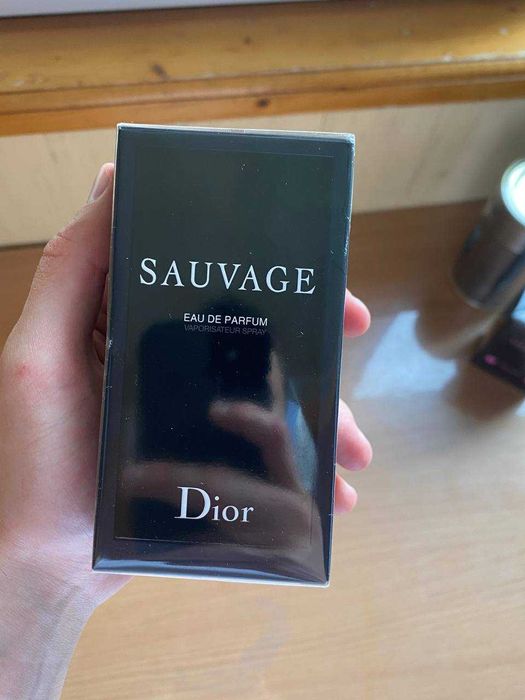 SAUVAGE
EAU DE PARFUM
VAPORISATEUR SPRAY
Dior